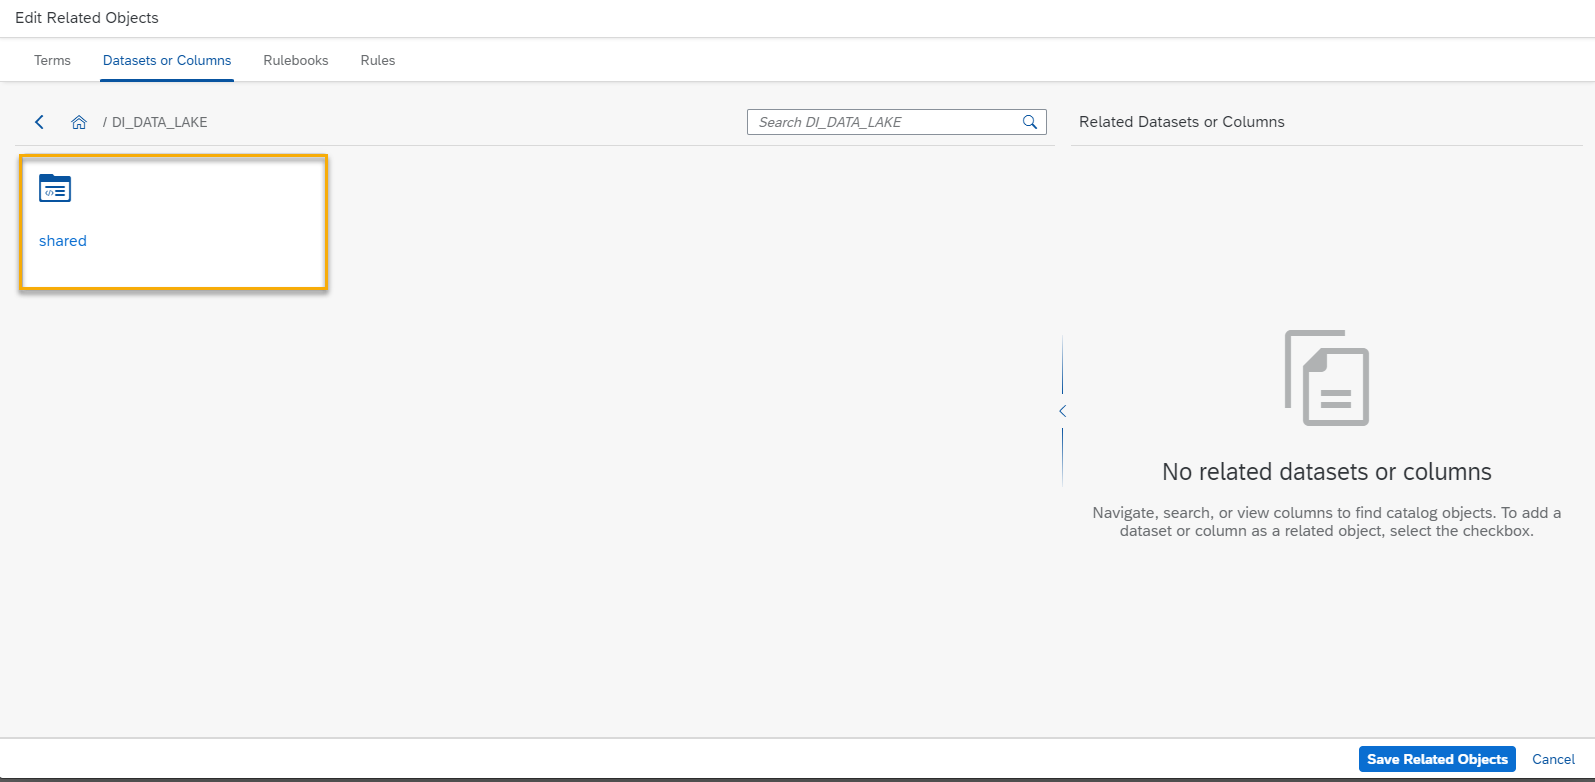 Edit Related Objects
Terms Datasets or Columns Rulebooks Rules
/ DI_DATA_LAKE
Search DI_DATA_LAKE
Related Datasets or Columns
shared
No related datasets or columns
Navigate, search, or view columns to find catalog objects. To add a
dataset or column as a related object, select the checkbox.
Save Related Objects Cancel